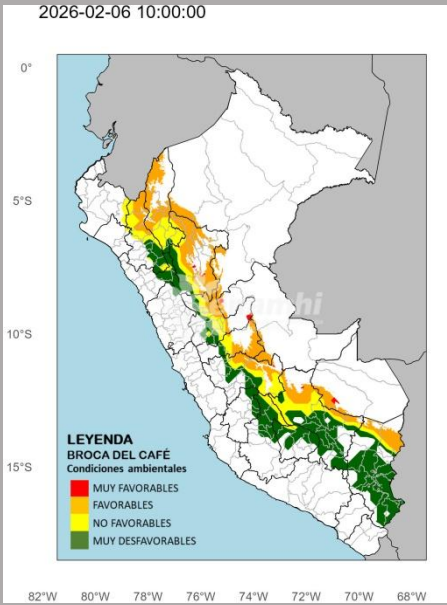 2026-02-06 10:00:00
0°
5°S
10°S
15°S
LEYENDA
BROCA DEL CAFÉ
Condiciones ambientales
MUY FAVORABLES
FAVORABLES
NO FAVORABLES
MUY DESFAVORABLES
82°W 80°W 78°W 76°W 74°W 72°W 70°W 68°W